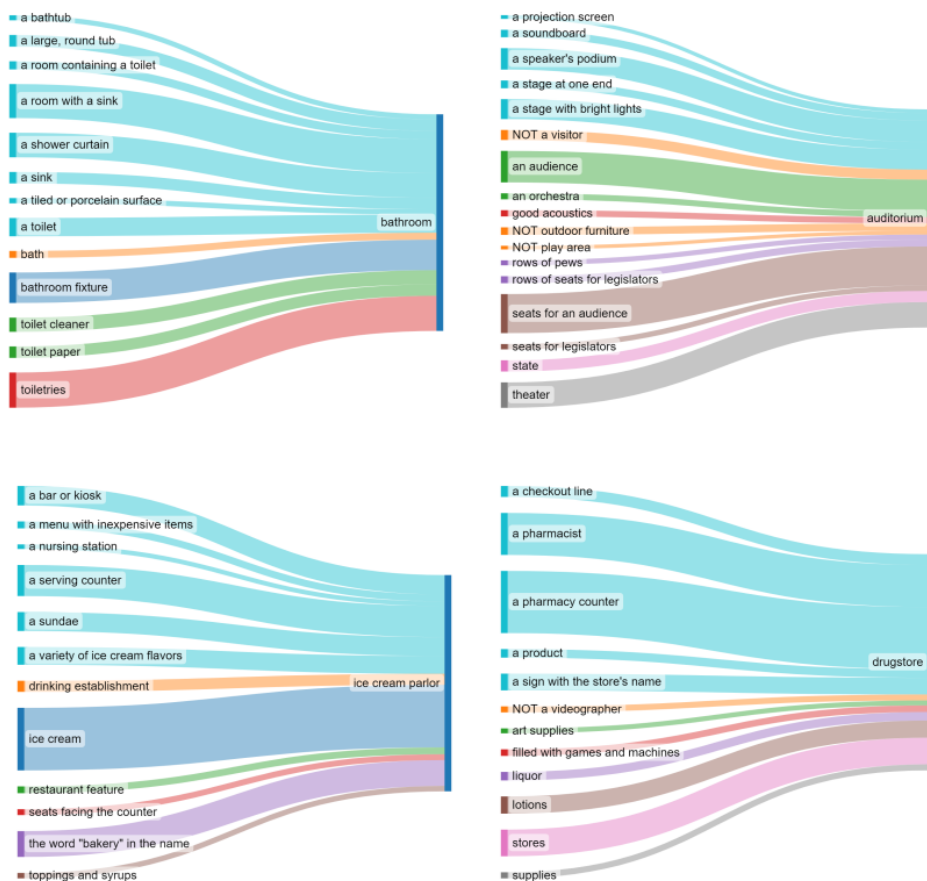 a bathtub
a large, round tub
a room containing a toilet
a room with a sink
a shower curtain
a sink
a tiled or porcelain surface
a toilet
bath
bathroom fixture
toilet cleaner
toilet paper
toiletries
bathroom
a projection screen
a soundboard
a speaker's podium
a stage at one end
a stage with bright lights
NOT a visitor
an audience
an orchestra
good acoustics
NOT outdoor furniture
NOT play area
rows of pews
rows of seats for legislators
seats for an audience
seats for legislators
state
theater
auditorium
a bar or kiosk
a menu with inexpensive items
a nursing station
a serving counter
a sundae
a variety of ice cream flavors
drinking establishment
ice cream
restaurant feature
seats facing the counter
the word "bakery" in the name
toppings and syrups
ice cream parlor
a checkout line
a pharmacist
a pharmacy counter
a product
a sign with the store's name
NOT a videographer
art supplies
filled with games and machines
liquor
lotions
stores
supplies
drugstore